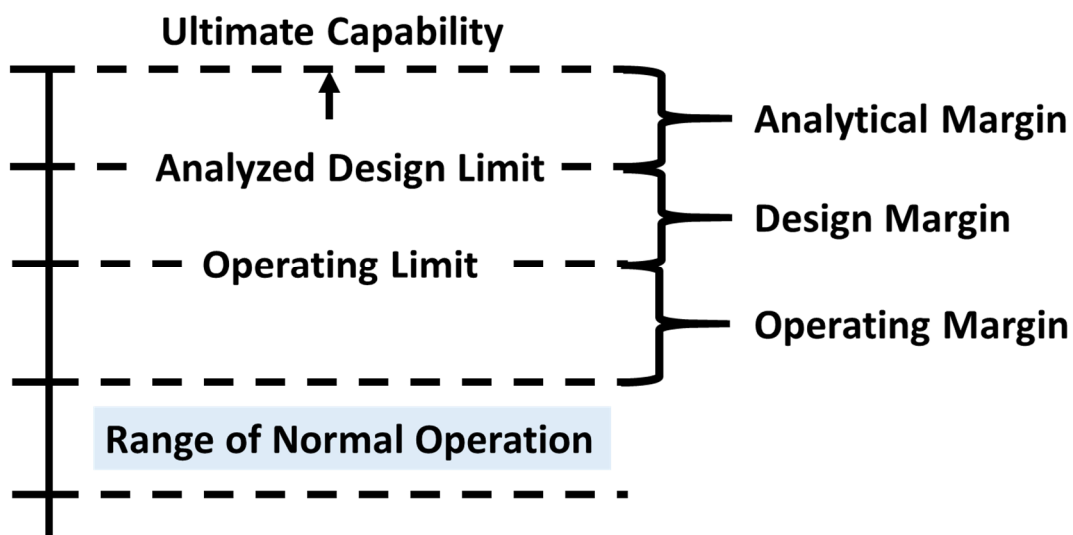 Ultimate Capability
Analytical Margin
Analyzed Design Limit
Design Margin
Operating Limit
Operating Margin
Range of Normal Operation